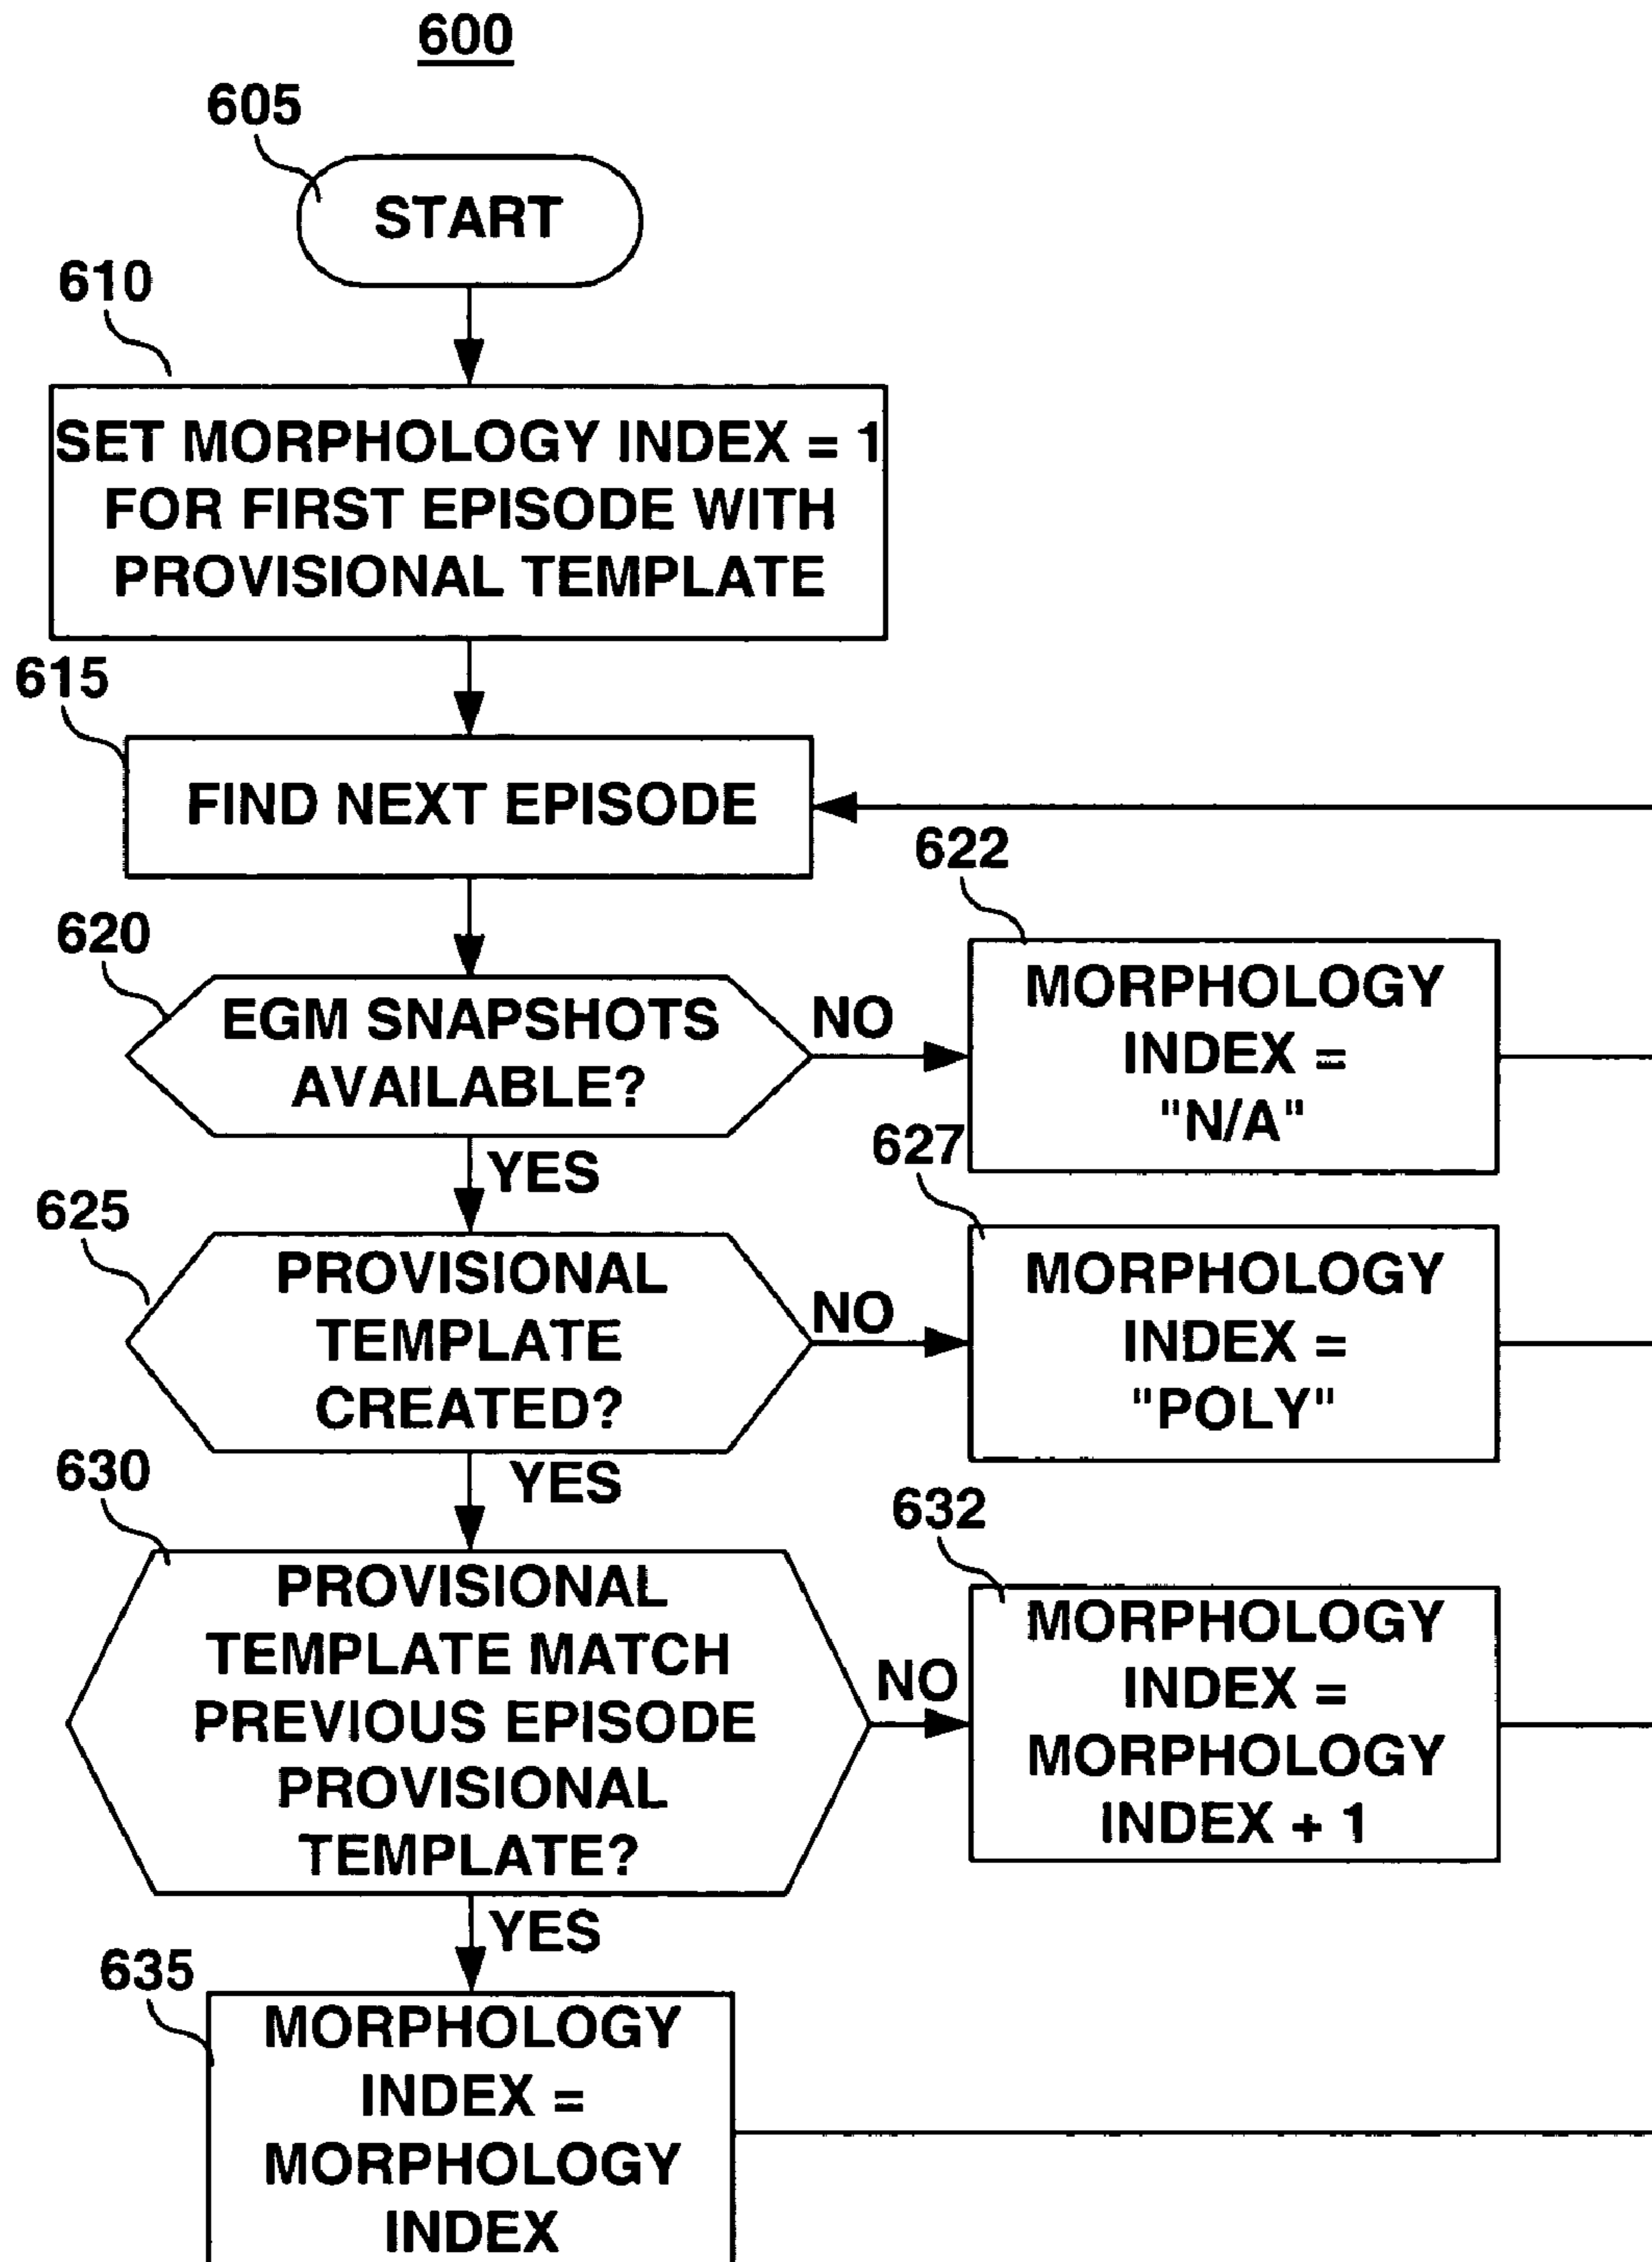 600
605
START
610
SET MORPHOLOGY INDEX = 1
FOR FIRST EPISODE WITH
PROVISIONAL TEMPLATE
615
FIND NEXT EPISODE
620
EGM SNAPSHOTS
AVAILABLE?
NO
622
MORPHOLOGY
INDEX =
"N/A"
YES
625
PROVISIONAL
TEMPLATE
CREATED?
NO
627
MORPHOLOGY
INDEX =
"POLY"
YES
630
PROVISIONAL
TEMPLATE MATCH
PREVIOUS EPISODE
PROVISIONAL
TEMPLATE?
NO
632
MORPHOLOGY
INDEX =
MORPHOLOGY
INDEX + 1
YES
635
MORPHOLOGY
INDEX =
MORPHOLOGY
INDEX